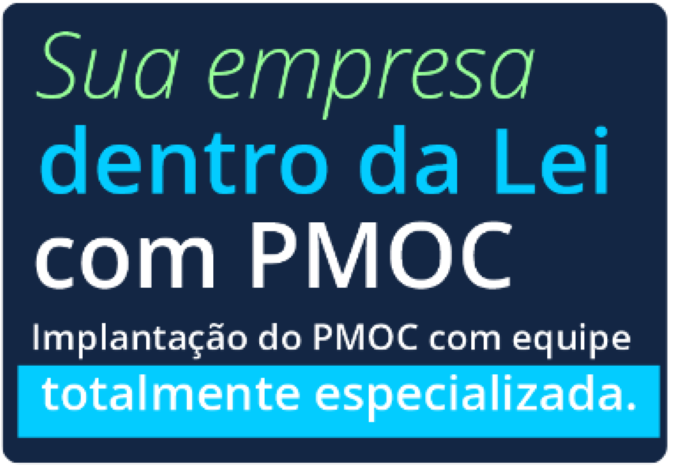 Sua empresa
dentro da Lei
com PMOC
Implantação do PMOC com equipe
totalmente especializada.